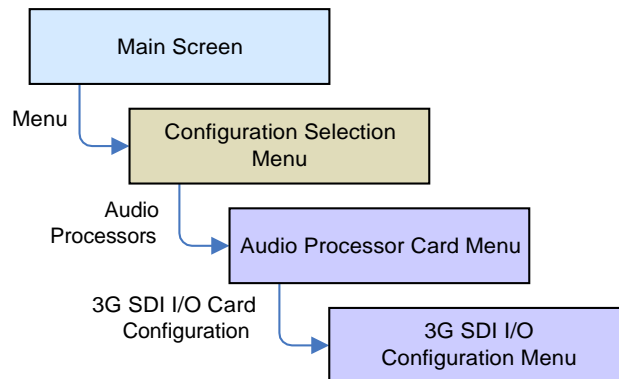 Main Screen
Menu
Configuration Selection
Menu
Audio
Processors
Audio Processor Card Menu
3G SDI I/O Card
Configuration
3G SDI I/O
Configuration Menu